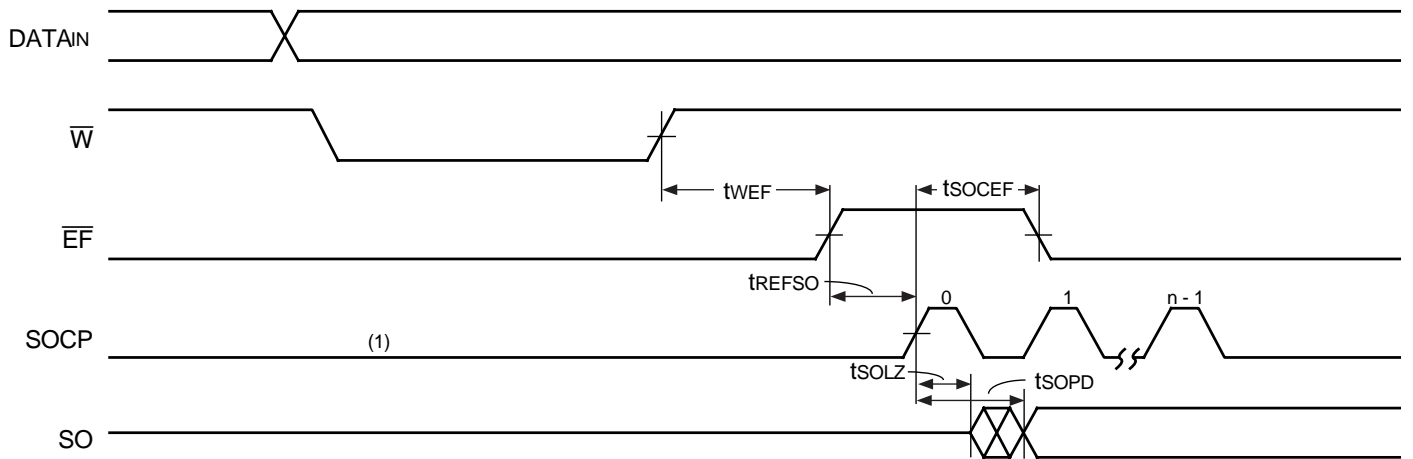 DATAIN
W
tWEF
tSOCEF
EF
tREFSO
0
1
n - 1
SOCP
(1)
tSOLZ
tSOPD
SO